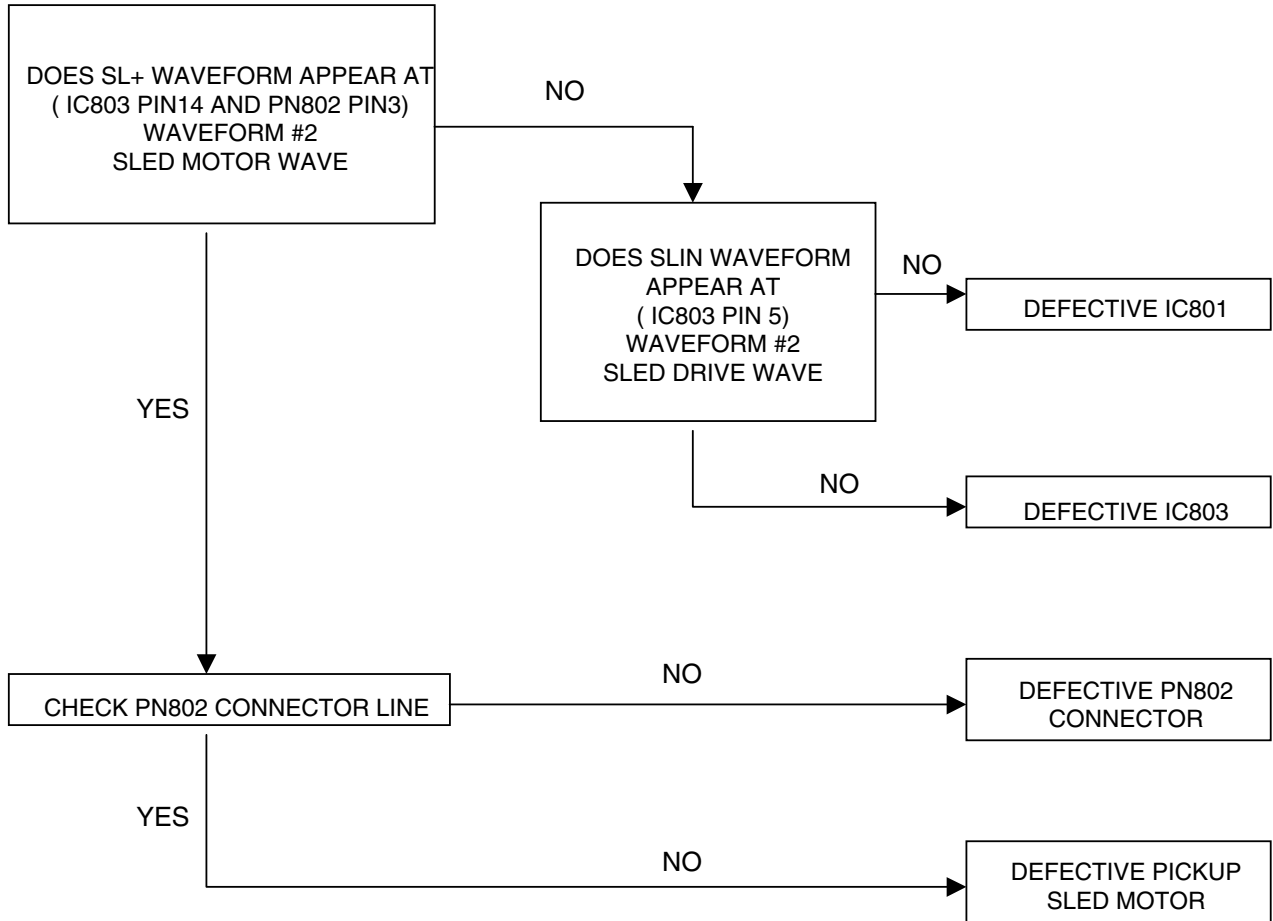 DOES SL+ WAVEFORM APPEAR AT
( IC803 PIN14 AND PN802 PIN3)
WAVEFORM #2
SLED MOTOR WAVE
NO
DOES SLIN WAVEFORM
APPEAR AT
( IC803 PIN 5)
WAVEFORM #2
SLED DRIVE WAVE
NO
DEFECTIVE IC801
YES
NO
DEFECTIVE IC803
CHECK PN802 CONNECTOR LINE
NO
DEFECTIVE PN802
CONNECTOR
YES
NO
DEFECTIVE PICKUP
SLED MOTOR